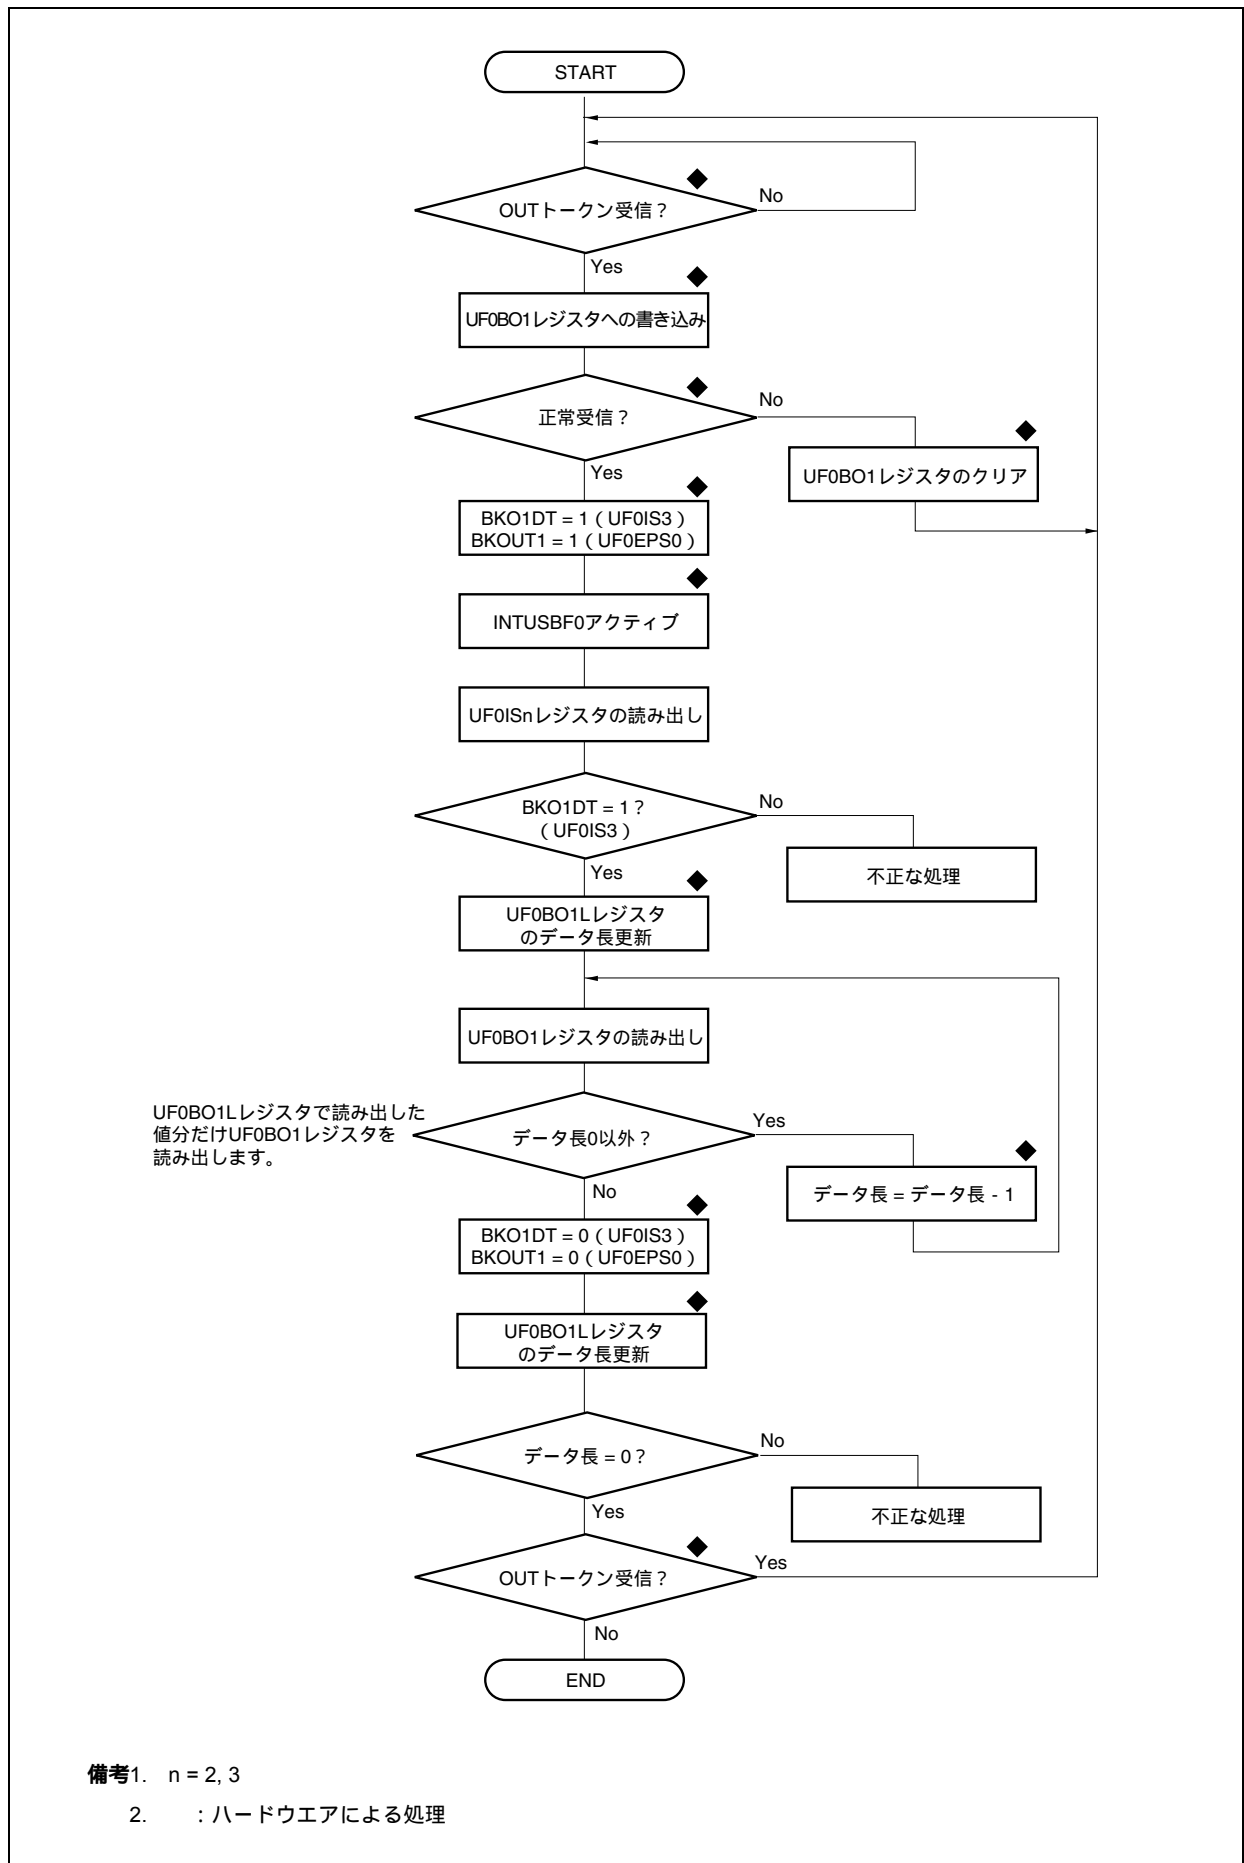 START
OUTトークン受信？
No
Yes
UF0BO1レジスタへの書き込み
正常受信？
No
UF0BO1レジスタのクリア
Yes
BKO1DT = 1（UF0IS3）
BKOUT1 = 1（UF0EPS0）
INTUSBF0アクティブ
UF0ISnレジスタの読み出し
BKO1DT = 1？
（UF0IS3）
No
不正な処理
Yes
UF0BO1Lレジスタ
のデータ長更新
UF0BO1レジスタの読み出し
UF0BO1Lレジスタで読み出した
値分だけUF0BO1レジスタを
読み出します。
データ長0以外？
Yes
データ長 = データ長 - 1
No
BKO1DT = 0（UF0IS3）
BKOUT1 = 0（UF0EPS0）
UF0BO1Lレジスタ
のデータ長更新
データ長 = 0？
No
不正な処理
Yes
OUTトークン受信？
Yes
No
END
備考1. n = 2, 3
2. ：ハードウエアによる処理